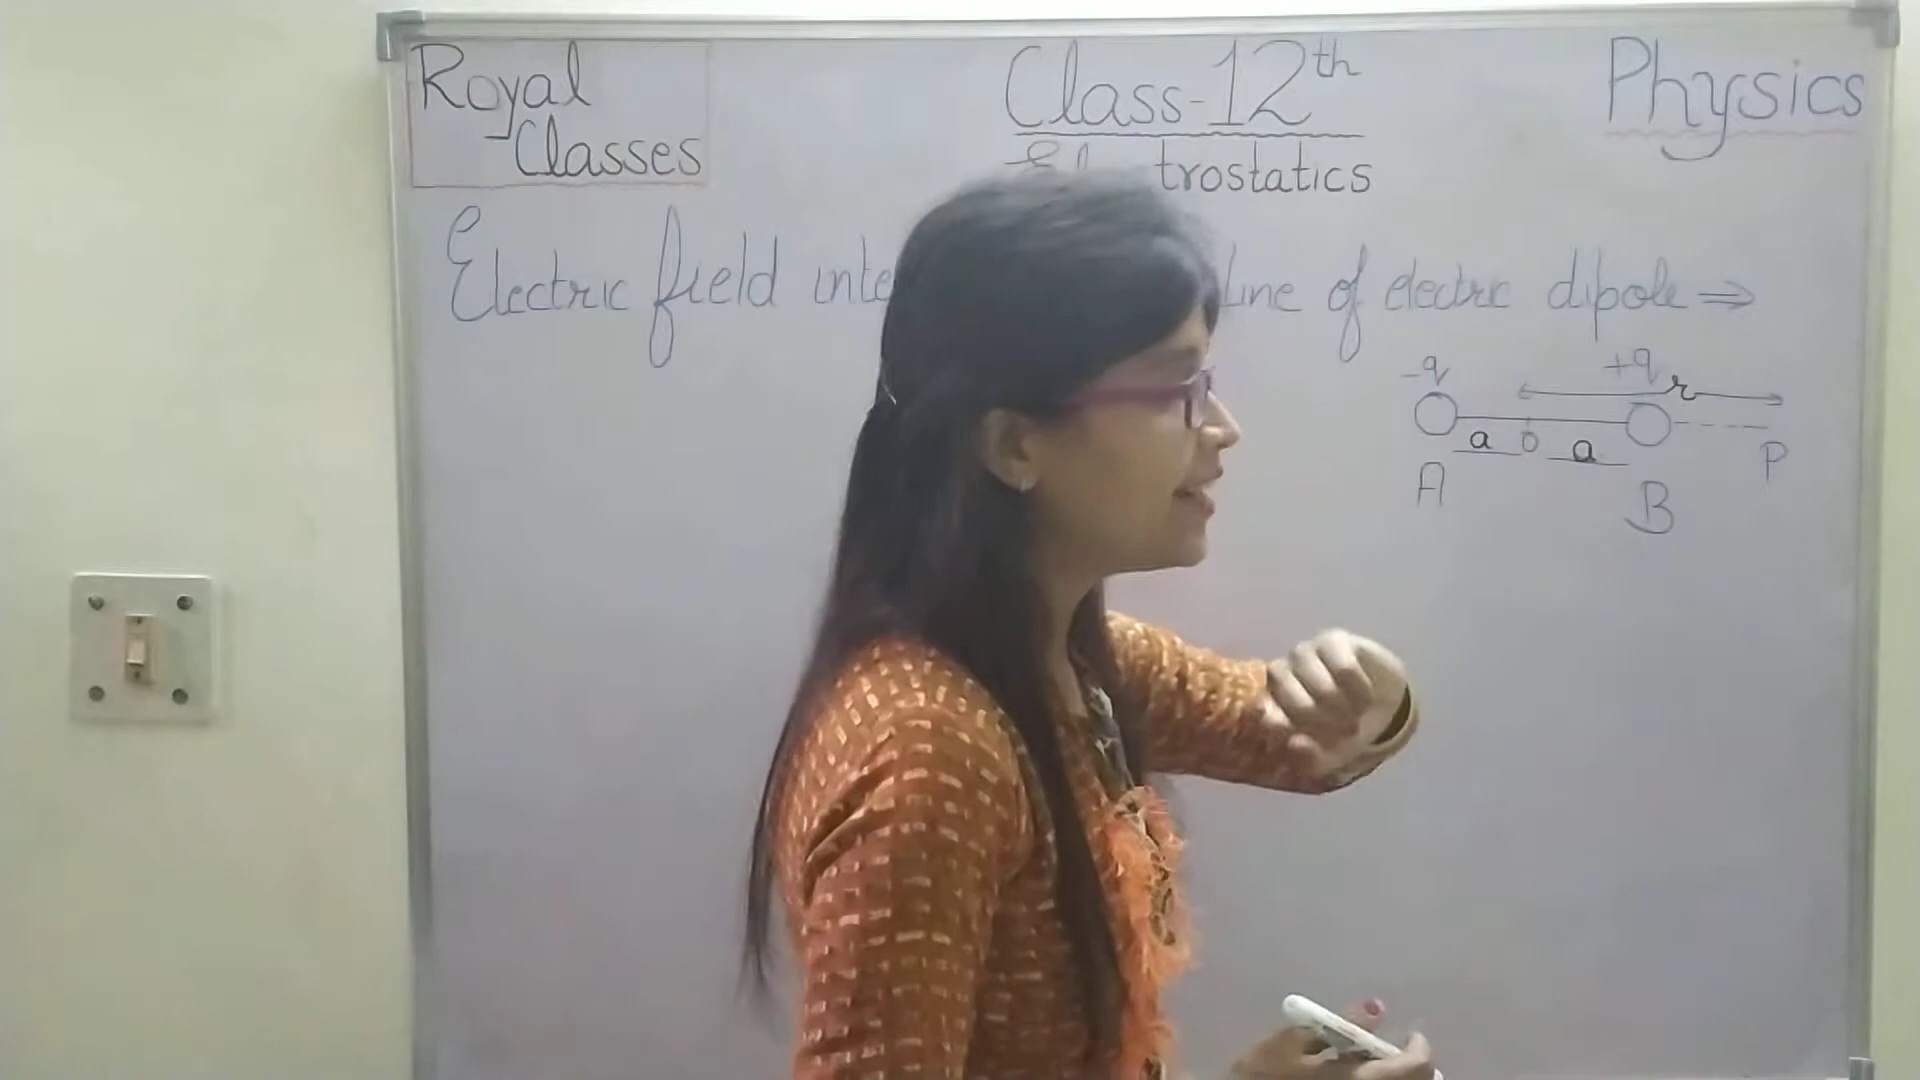 Royal
Classes
Class-12th
Physics
trostatics
Electric field inte Line of electric dipole ⇒
-q +q r
a o a
A B P